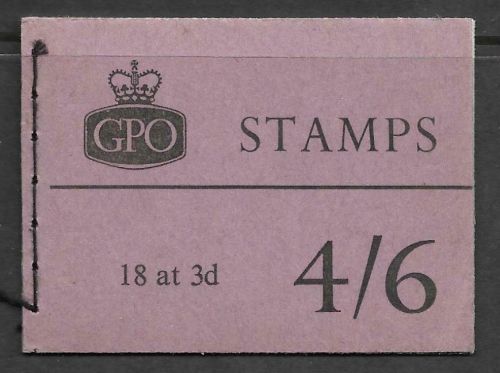 GPO
STAMPS
18 at 3d
4/6